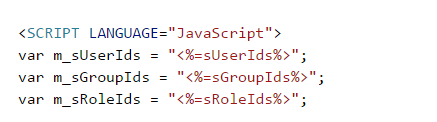 <SCRIPT LANGUAGE="JavaScript">
var m_sUserIds = "<%=sUserIds%>";
var m_sGroupIds = "<%=sGroupIds%>";
var m_sRoleIds = "<%=sRoleIds%>";